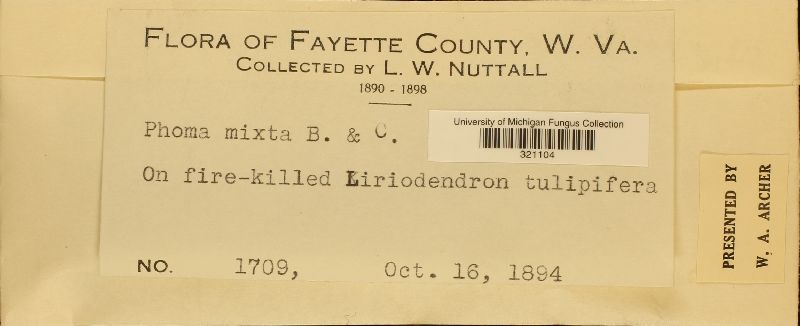 FLORA OF FAYETTE COUNTY, W. VA.
COLLECTED BY L. W. NUTTALL
1890 - 1898
Phoma mixta B. & C.
University of Michigan Fungus Collection
321104
On fire-killed Liriodendron tulipifera
NO. 1709, Oct. 16, 1894
PRESENTED BY
W. A. ARCHER